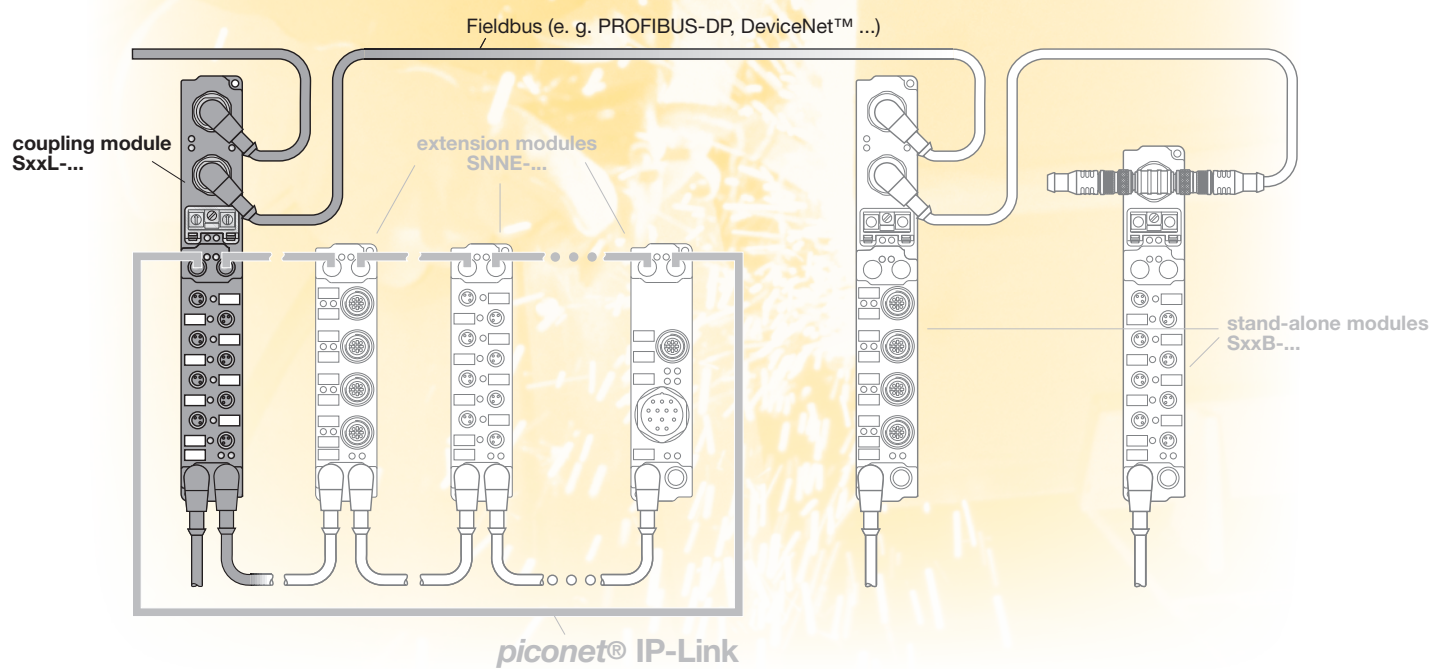 Fieldbus (e. g. PROFIBUS-DP, DeviceNet™ ...)
coupling module
SxxL-...
extension modules
SNNE-...
stand-alone modules
SxxB-...
piconet® IP-Link